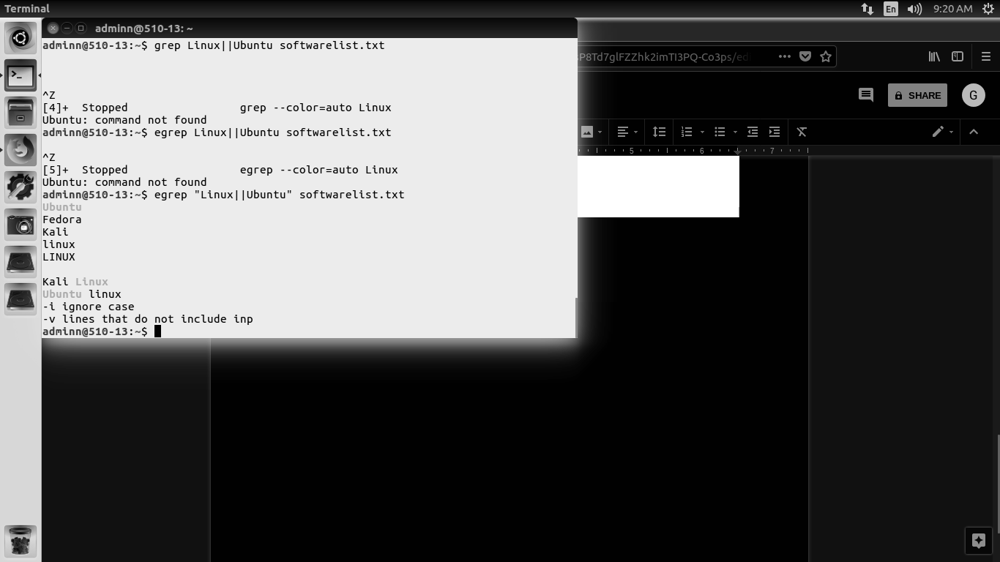 Terminal
En
9:20 AM
adminn@510-13: ~
adminn@510-13:~$ grep Linux||Ubuntu softwarelist.txt
^Z
[4]+  Stopped                 grep --color=auto Linux
Ubuntu: command not found
adminn@510-13:~$ egrep Linux||Ubuntu softwarelist.txt
^Z
[5]+  Stopped                 egrep --color=auto Linux
Ubuntu: command not found
adminn@510-13:~$ egrep "Linux||Ubuntu" softwarelist.txt
Ubuntu
Fedora
Kali
linux
LINUX
Kali Linux
Ubuntu linux
-i ignore case
-v lines that do not include inp
adminn@510-13:~$
P8Td7glFZZhk2imTI3PQ-Co3ps/ed
SHARE
G
5 6 7